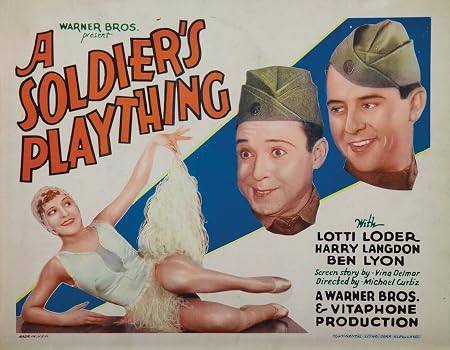 WARNER BROS.
present
A
SOLDIER'S
PLAYTHING
With
LOTTI LODER
HARRY LANGDON
BEN LYON
Screen story by - Vina Delmar
Directed by - Michael Curtiz
A WARNER BROS.
& VITAPHONE
PRODUCTION